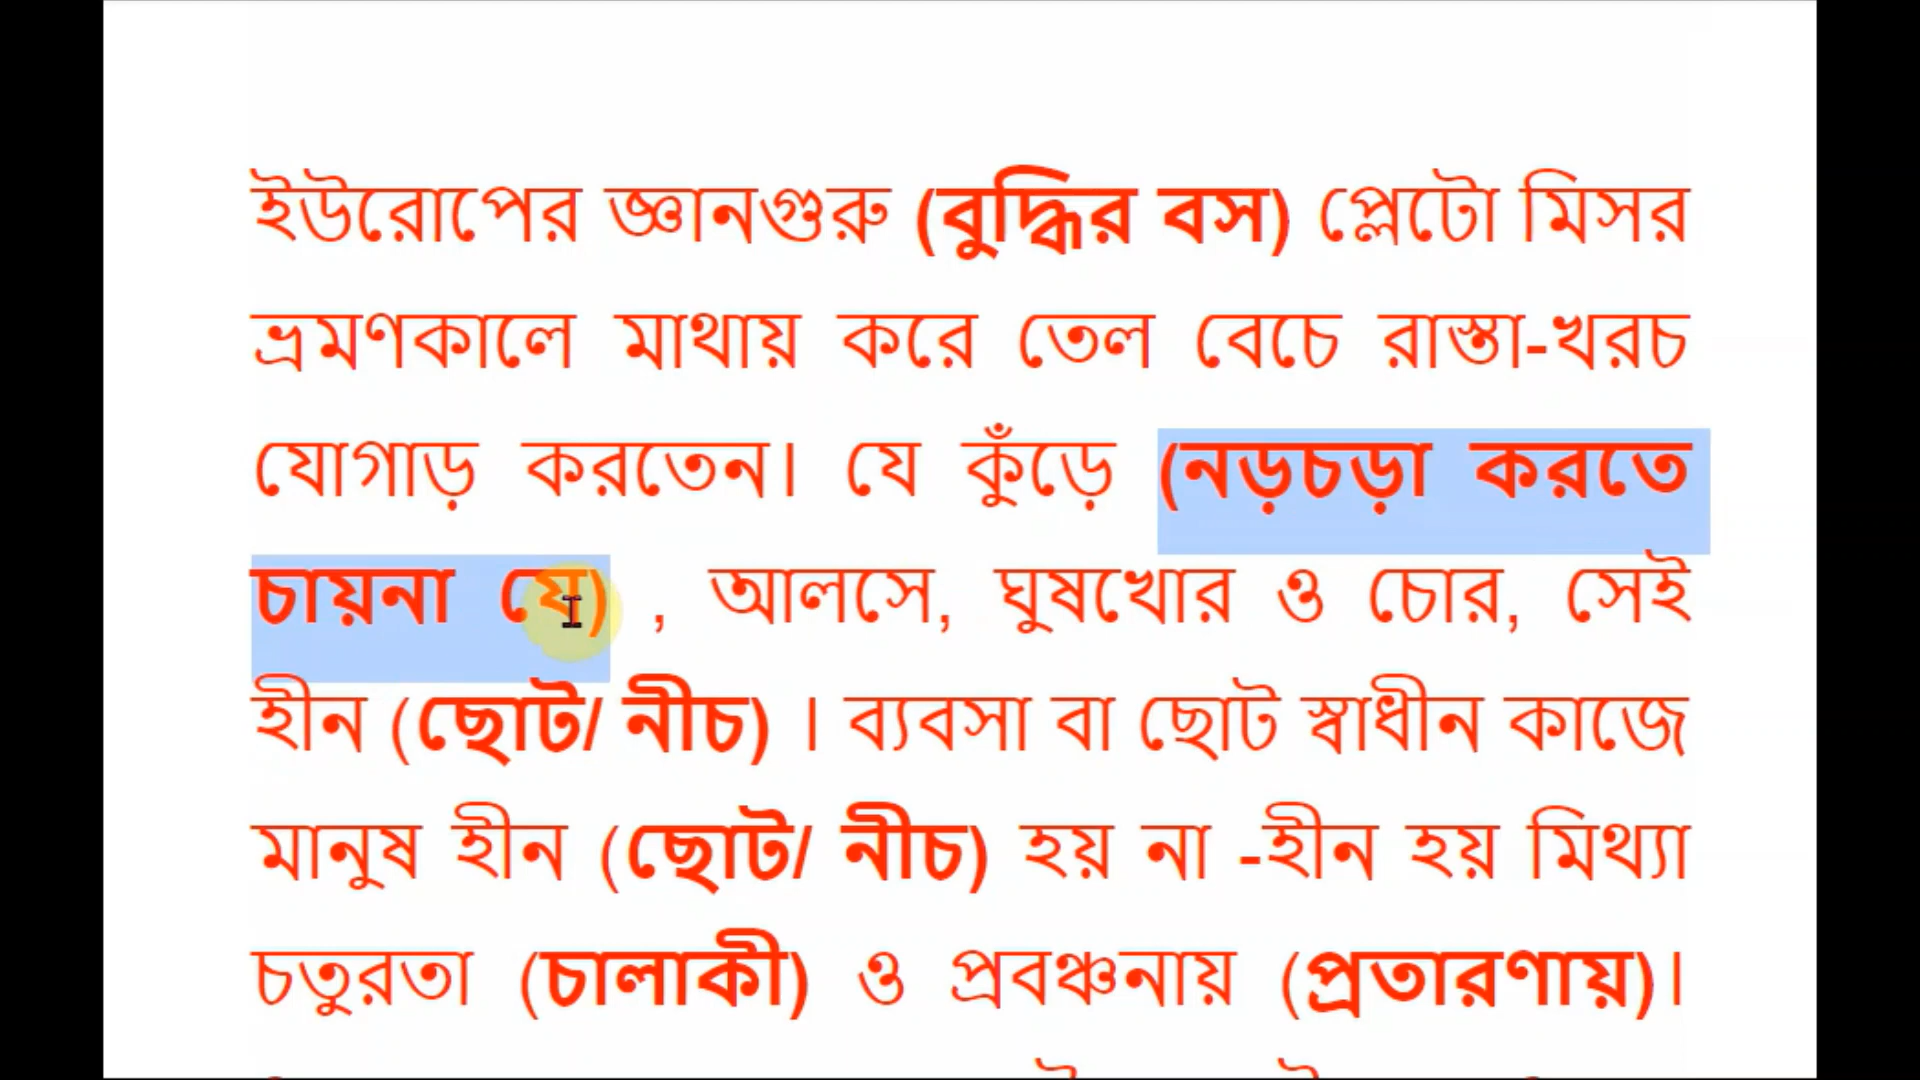 ইউরোপের জ্ঞানগুরু (বুদ্ধির বস) প্লেটো মিসর
ভ্রমণকালে মাথায় করে তেল বেচে রাস্তা-খরচ
যোগাড় করতেন। যে কুঁড়ে (নড়চড়া করতে
চায়না যে) , আলসে, ঘুষখোর ও চোর, সেই
হীন (ছোট/ নীচ) । ব্যবসা বা ছোট স্বাধীন কাজে
মানুষ হীন (ছোট/ নীচ) হয় না -হীন হয় মিথ্যা
চতুরতা (চালাকী) ও প্রবঞ্চনায় (প্রতারণায়)।